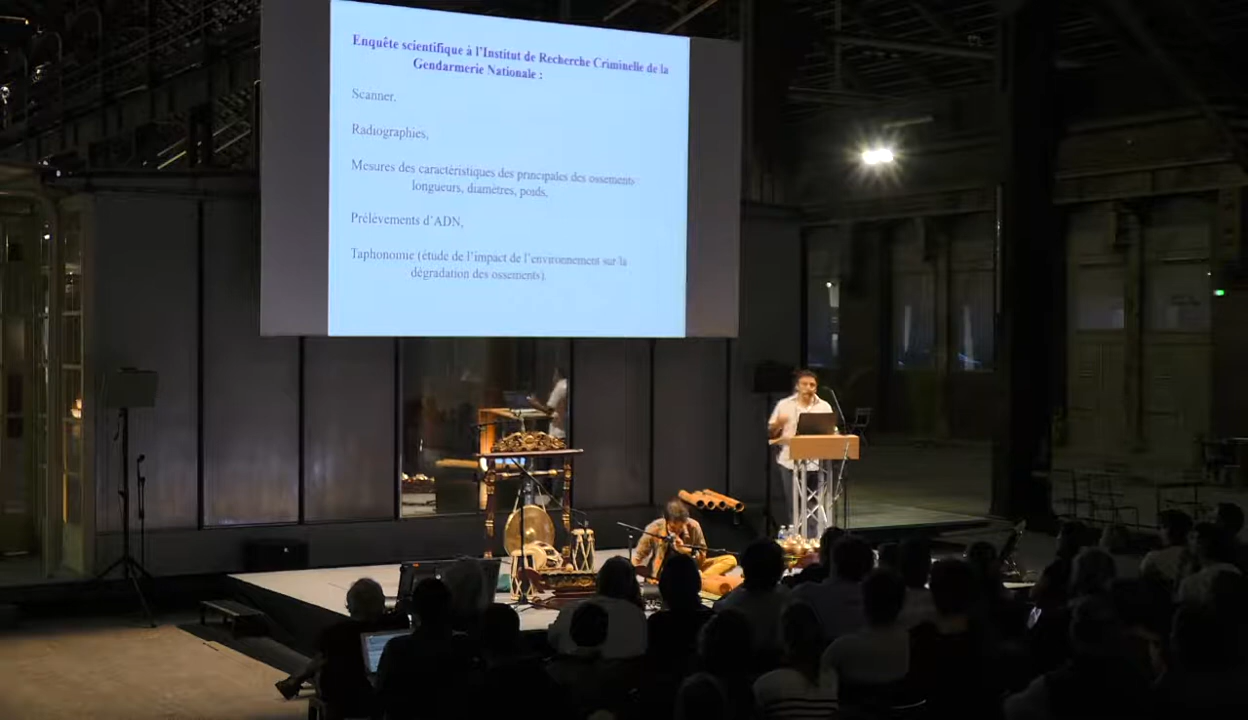 Enquête scientifique à l'Institut de Recherche Criminelle de la
Gendarmerie Nationale :
Scanner,
Radiographies,
Mesures des caractéristiques des principales des ossements
longueurs, diamètres, poids,
Prélèvements d'ADN,
Taphonomie (étude de l'impact de l'environnement sur la
dégradation des ossements).